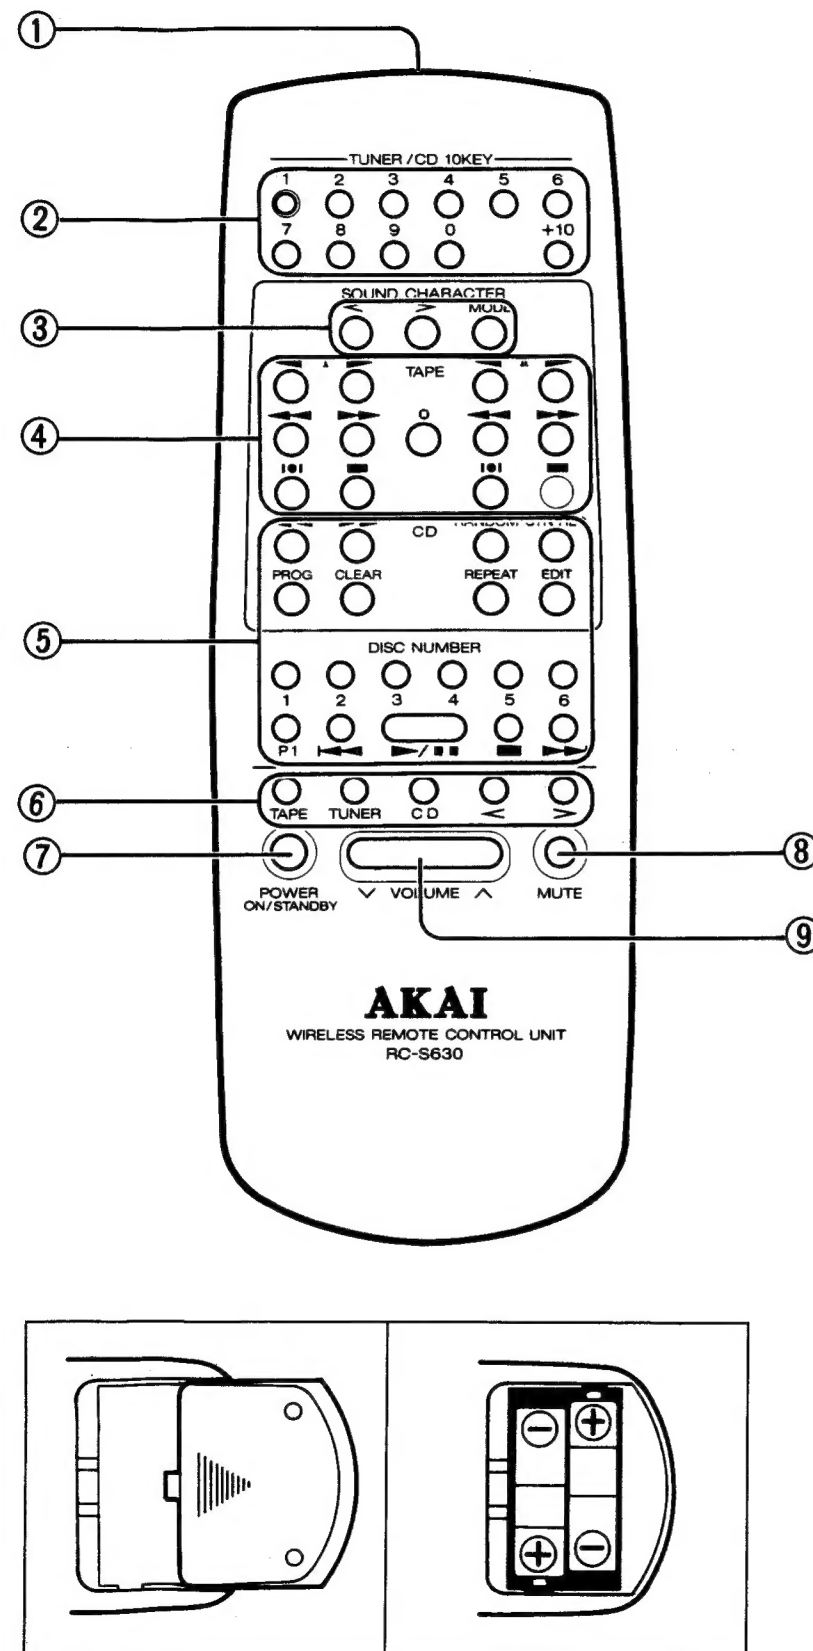 ①
TUNER / CD 10KEY
1 2 3 4 5 6
②
7 8 9 0 +10
SOUND CHARACTER
③
< > MODE
TAPE
④
CD
PROG CLEAR REPEAT EDIT
⑤
DISC NUMBER
1 2 3 4 5 6
P1
⑥
TAPE TUNER CD < >
⑦
⑧
POWER
ON/STANDBY
VOLUME
MUTE
⑨
AKAI
WIRELESS REMOTE CONTROL UNIT
RC-S630